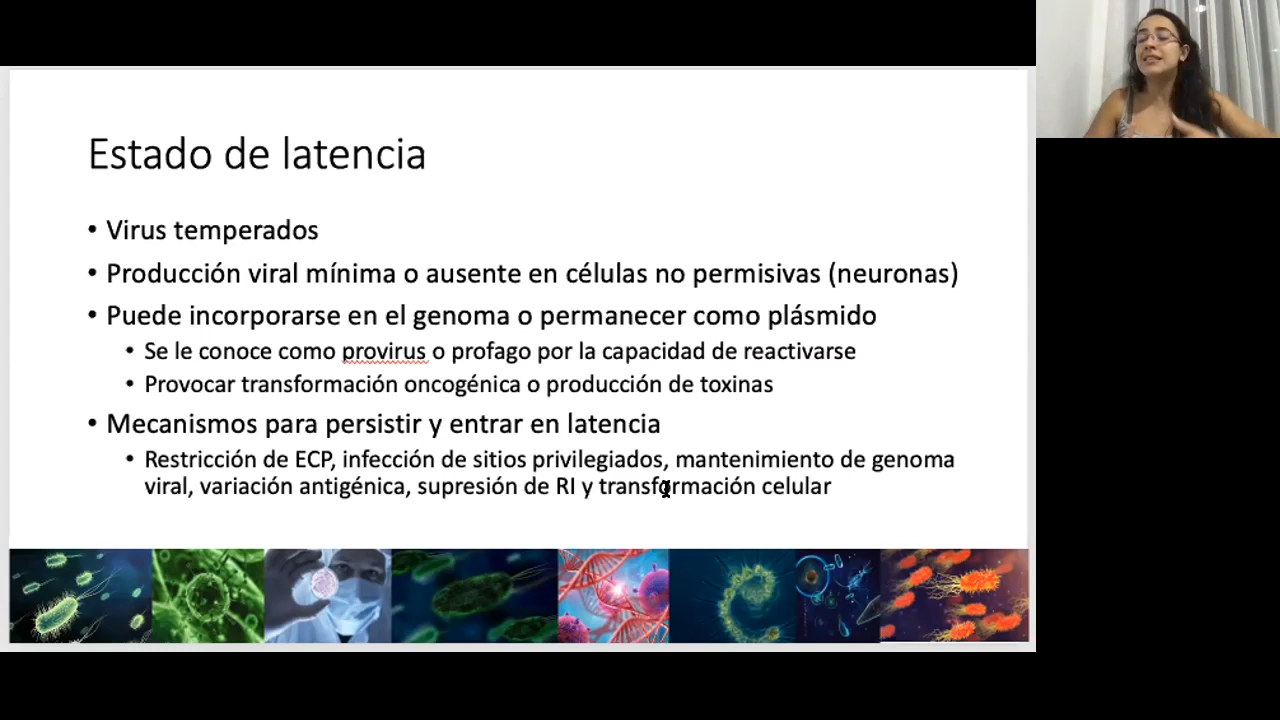 Estado de latencia
• Virus temperados
• Producción viral mínima o ausente en células no permisivas (neuronas)
• Puede incorporarse en el genoma o permanecer como plásmido
• Se le conoce como provirus o profago por la capacidad de reactivarse
• Provocar transformación oncogénica o producción de toxinas
• Mecanismos para persistir y entrar en latencia
• Restricción de ECP, infección de sitios privilegiados, mantenimiento de genoma
viral, variación antigénica, supresión de RI y transformación celular